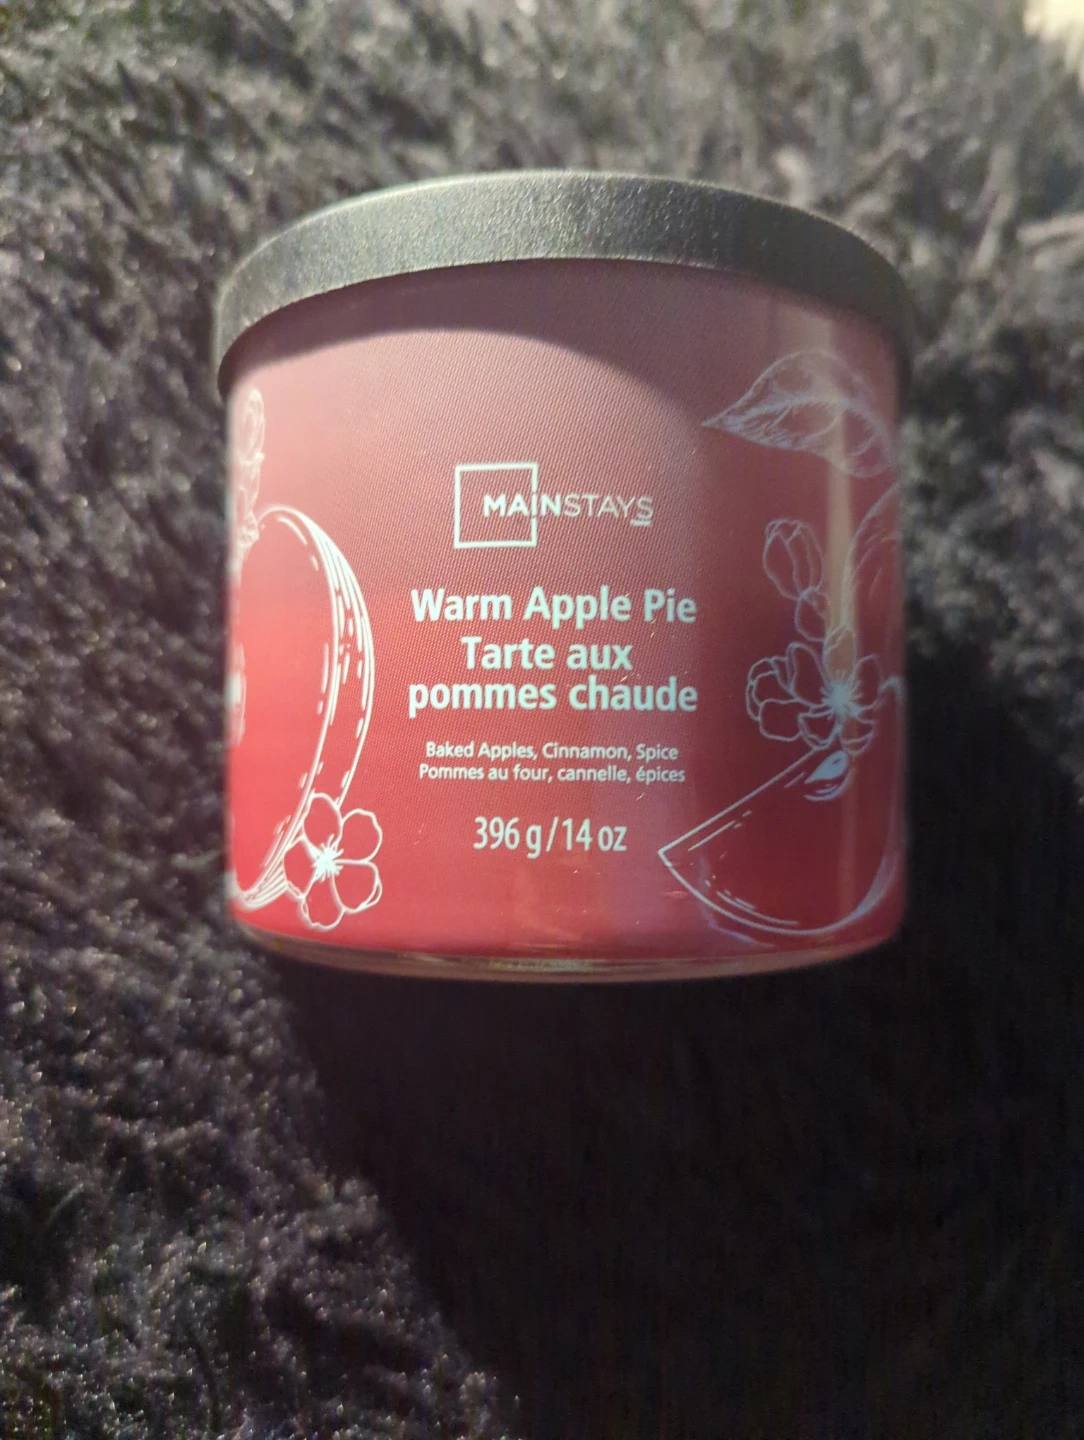 MAINSTAYS
Warm Apple Pie
Tarte aux
pommes chaude
Baked Apples, Cinnamon, Spice
Pommes au four, cannelle, épices
396 g/14 oz